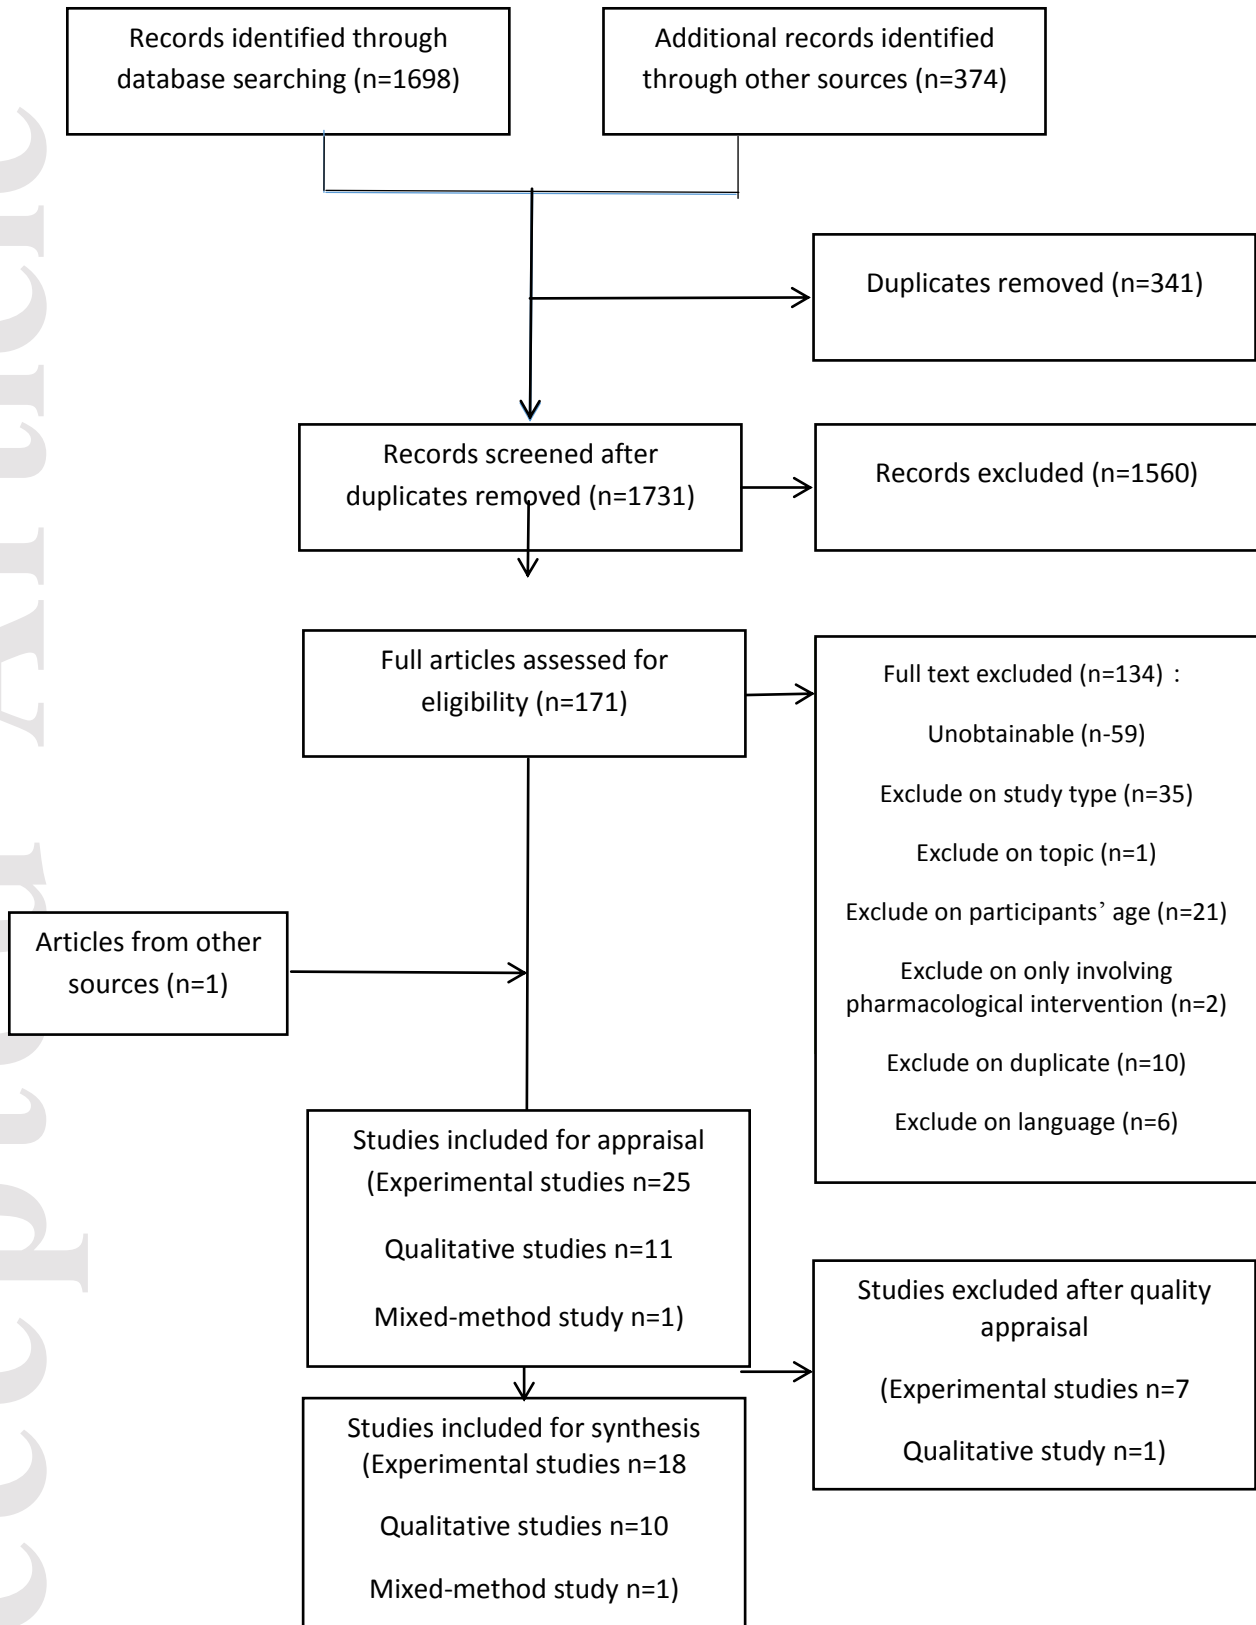 Records identified through
database searching (n=1698)
Additional records identified
through other sources (n=374)
Duplicates removed (n=341)
Records screened after
duplicates removed (n=1731)
Records excluded (n=1560)
Full articles assessed for
eligibility (n=171)
Full text excluded (n=134) :
Unobtainable (n-59)
Exclude on study type (n=35)
Exclude on topic (n=1)
Exclude on participants’ age (n=21)
Exclude on only involving
pharmacological intervention (n=2)
Exclude on duplicate (n=10)
Exclude on language (n=6)
Articles from other
sources (n=1)
Studies included for appraisal
(Experimental studies n=25
Qualitative studies n=11
Mixed-method study n=1)
Studies excluded after quality
appraisal
(Experimental studies n=7
Qualitative study n=1)
Studies included for synthesis
(Experimental studies n=18
Qualitative studies n=10
Mixed-method study n=1)